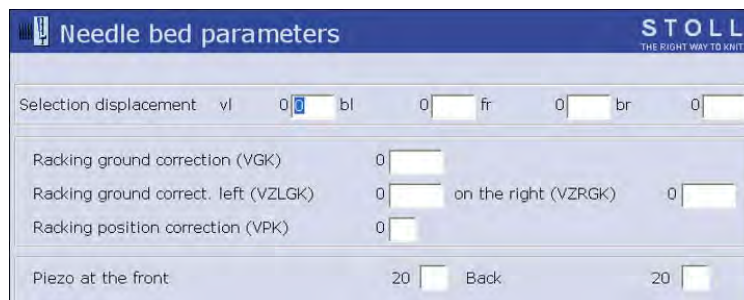 Needle bed parameters
STOLL
THE RIGHT WAY TO KNIT
Selection displacement vl 0 0 bl 0 fr 0 br 0
Racking ground correction (VGK) 0
Racking ground correct. left (VZLGK) 0 on the right (VZRGK) 0
Racking position correction (VPK) 0
Piezo at the front 20 Back 20